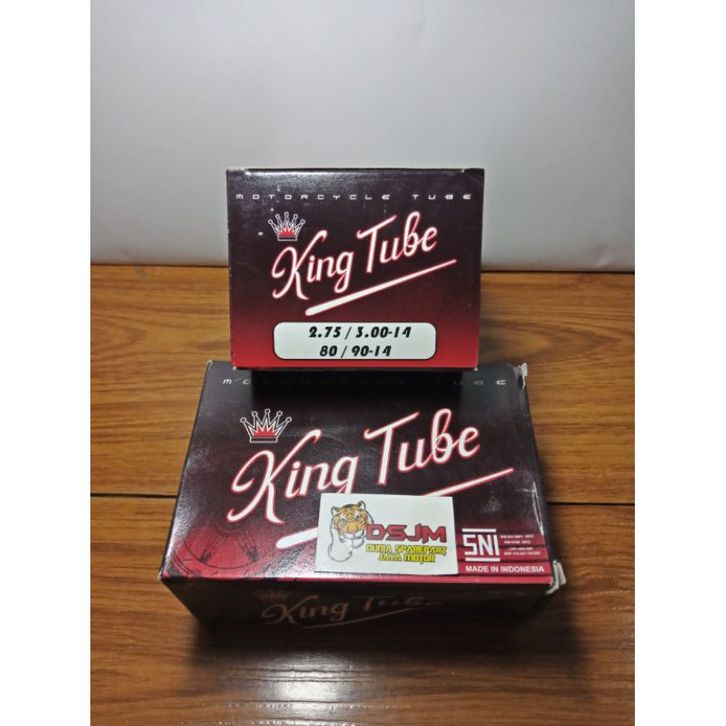 MOTORCYCLE TUBE
King Tube
2.75 / 3.00-14
80 / 90-14
MOTORCYCLE TUBE
King Tube
DSJM
DUNIA SPAREPART
JAWA MOTOR
SNI
MADE IN INDONESIA
King Tube